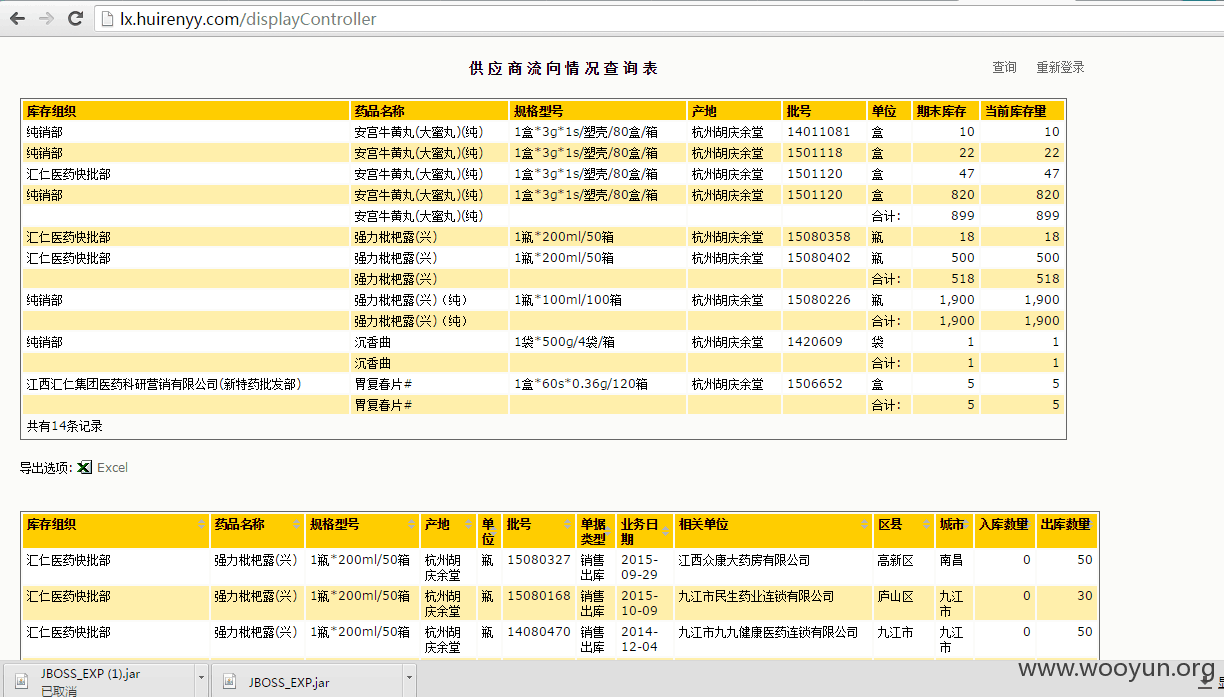 lx.huirenyy.com/displayController
供应商流向情况查询表
查询 重新登录
库存组织 药品名称 规格型号 产地 批号 单位 期末库存 当前库存量
纯销部 安宫牛黄丸(大蜜丸)(纯) 1盒*3g*1s/塑壳/80盒/箱 杭州胡庆余堂 14011081 盒 10 10
纯销部 安宫牛黄丸(大蜜丸)(纯) 1盒*3g*1s/塑壳/80盒/箱 杭州胡庆余堂 1501118 盒 22 22
汇仁医药快批部 安宫牛黄丸(大蜜丸)(纯) 1盒*3g*1s/塑壳/80盒/箱 杭州胡庆余堂 1501120 盒 47 47
纯销部 安宫牛黄丸(大蜜丸)(纯) 1盒*3g*1s/塑壳/80盒/箱 杭州胡庆余堂 1501120 盒 820 820
安宫牛黄丸(大蜜丸)(纯) 合计: 899 899
汇仁医药快批部 强力枇杷露(兴) 1瓶*200ml/50箱 杭州胡庆余堂 15080358 瓶 18 18
汇仁医药快批部 强力枇杷露(兴) 1瓶*200ml/50箱 杭州胡庆余堂 15080402 瓶 500 500
强力枇杷露(兴) 合计: 518 518
纯销部 强力枇杷露(兴)（纯） 1瓶*100ml/100箱 杭州胡庆余堂 15080226 瓶 1,900 1,900
强力枇杷露(兴)（纯） 合计: 1,900 1,900
纯销部 沉香曲 1袋*500g/4袋/箱 杭州胡庆余堂 1420609 袋 1 1
沉香曲 合计: 1 1
江西汇仁集团医药科研营销有限公司(新特药批发部) 胃复春片# 1盒*60s*0.36g/120箱 杭州胡庆余堂 1506652 盒 5 5
胃复春片# 合计: 5 5
共有14条记录
导出选项: Excel
库存组织 药品名称 规格型号 产地 单位 批号 单据类型 业务日期 相关单位 区县 城市 入库数量 出库数量
汇仁医药快批部 强力枇杷露(兴) 1瓶*200ml/50箱 杭州胡庆余堂 瓶 15080327 销售出库 2015-09-29 江西众康大药房有限公司 高新区 南昌 0 50
汇仁医药快批部 强力枇杷露(兴) 1瓶*200ml/50箱 杭州胡庆余堂 瓶 15080168 销售出库 2015-10-09 九江市民生药业连锁有限公司 庐山区 九江市 0 30
汇仁医药快批部 强力枇杷露(兴) 1瓶*200ml/50箱 杭州胡庆余堂 瓶 14080470 销售出库 2014-12-04 九江市九九健康医药连锁有限公司 九江市 九江市 0 50
www.wooyun.org
JBOSS_EXP (1).jar
已取消
JBOSS_EXP.jar